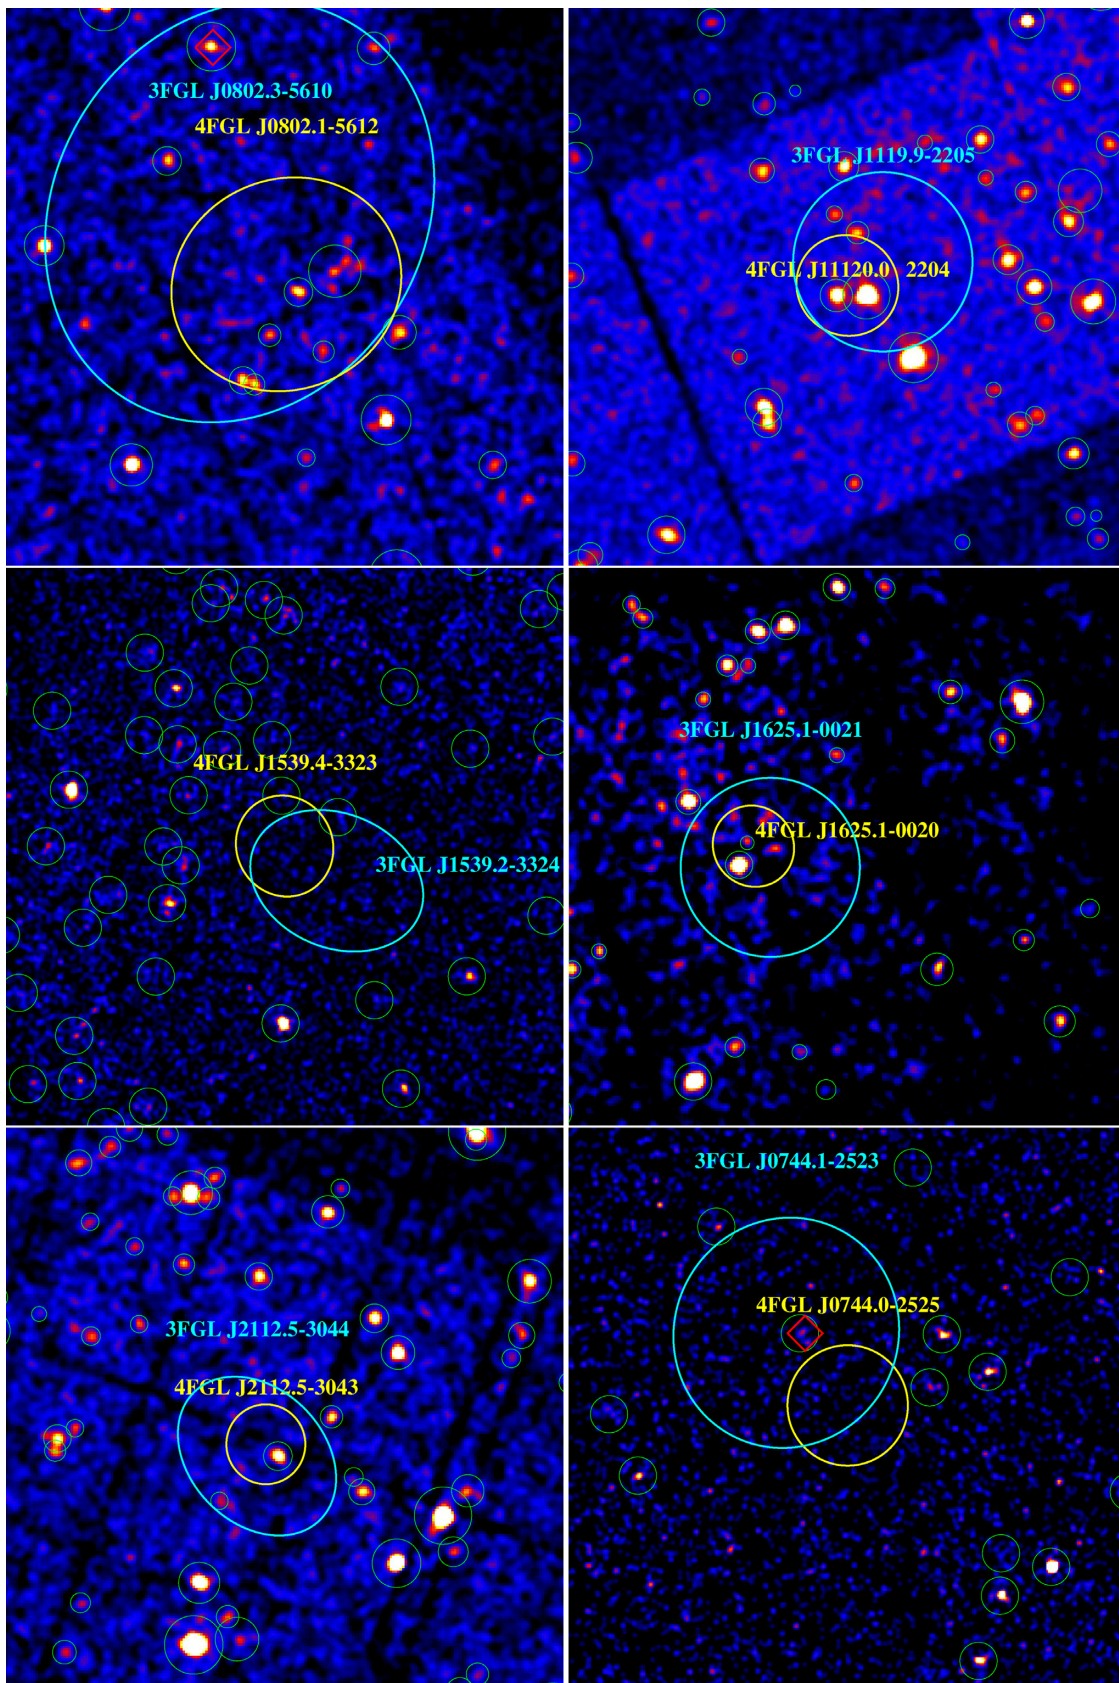 3FGL J0802.3-5610
4FGL J0802.1-5612
3FGL J1119.9-2205
4FGL J11120.0 2204
4FGL J1539.4-3323
3FGL J1539.2-3324
3FGL J1625.1-0021
4FGL J1625.1-0020
3FGL J2112.5-3044
4FGL J2112.5-3043
3FGL J0744.1-2523
4FGL J0744.0-2525